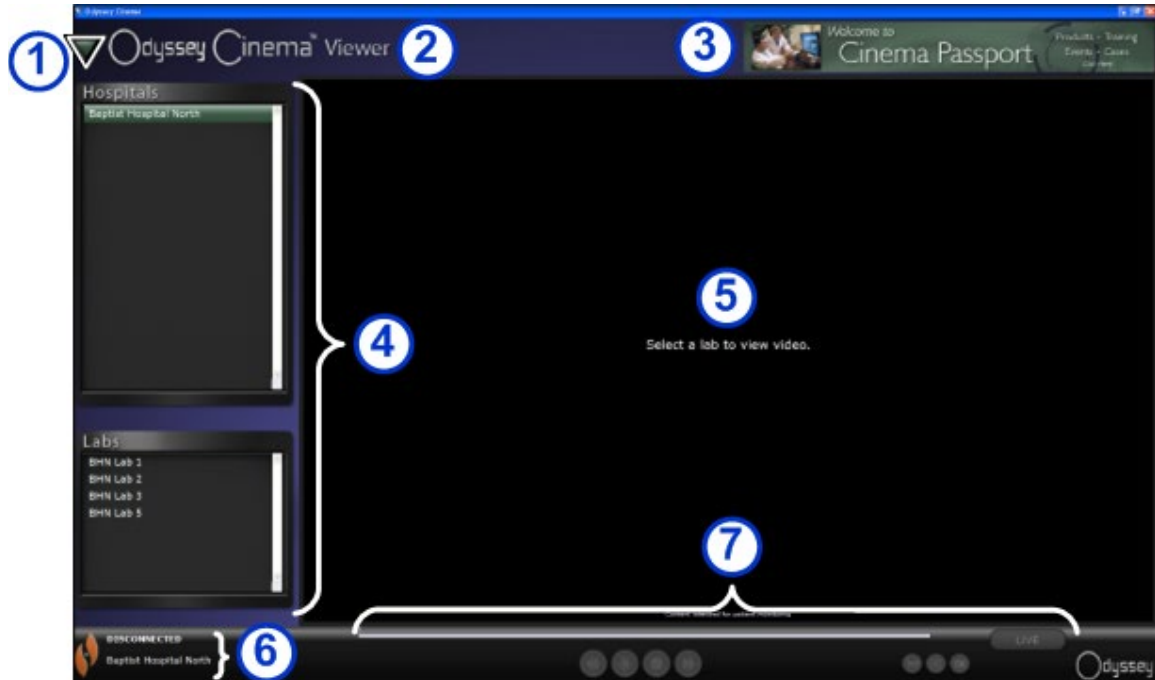 Odyssey Cinema
1
Odyssey Cinema™ Viewer
2
3
Welcome to
Cinema Passport
Products - Training
Events - Cases
Hospitals
Baptist Hospital North
4
5
Select a lab to view video.
Labs
BHN Lab 1
BHN Lab 2
BHN Lab 3
BHN Lab 5
7
DISCONNECTED
Baptist Hospital North
6
LIVE
Odyssey